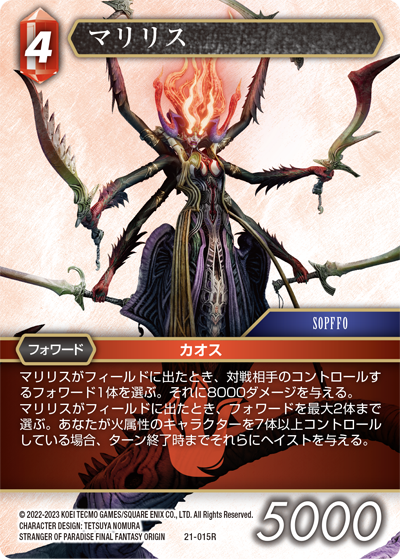 4
マリリス
SOPFFO
フォワード
カオス
マリリスがフィールドに出たとき、対戦相手のコントロールす
るフォワード1体を選ぶ。それに8000ダメージを与える。
マリリスがフィールドに出たとき、フォワードを最大2体まで
選ぶ。あなたが火属性のキャラクターを7体以上コントロール
している場合、ターン終了時までそれらにヘイストを与える。
© 2022-2023 KOEI TECMO GAMES/SQUARE ENIX CO., LTD. All Rights Reserved.
CHARACTER DESIGN: TETSUYA NOMURA
STRANGER OF PARADISE FINAL FANTASY ORIGIN
21-015R
5000